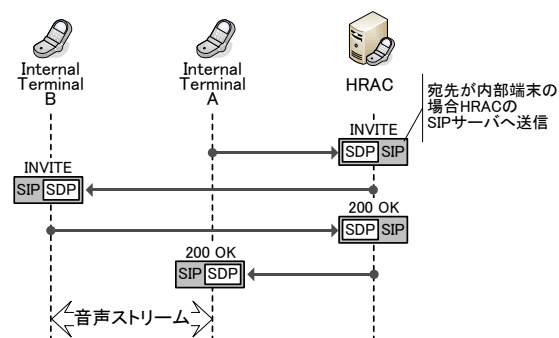 Internal
Terminal
B
Internal
Terminal
A
HRAC
宛先が内部端末の
場合HRACの
SIPサーバへ送信
INVITE
SDP SIP
INVITE
SIP SDP
200 OK
SDP SIP
200 OK
SIP SDP
音声ストリーム